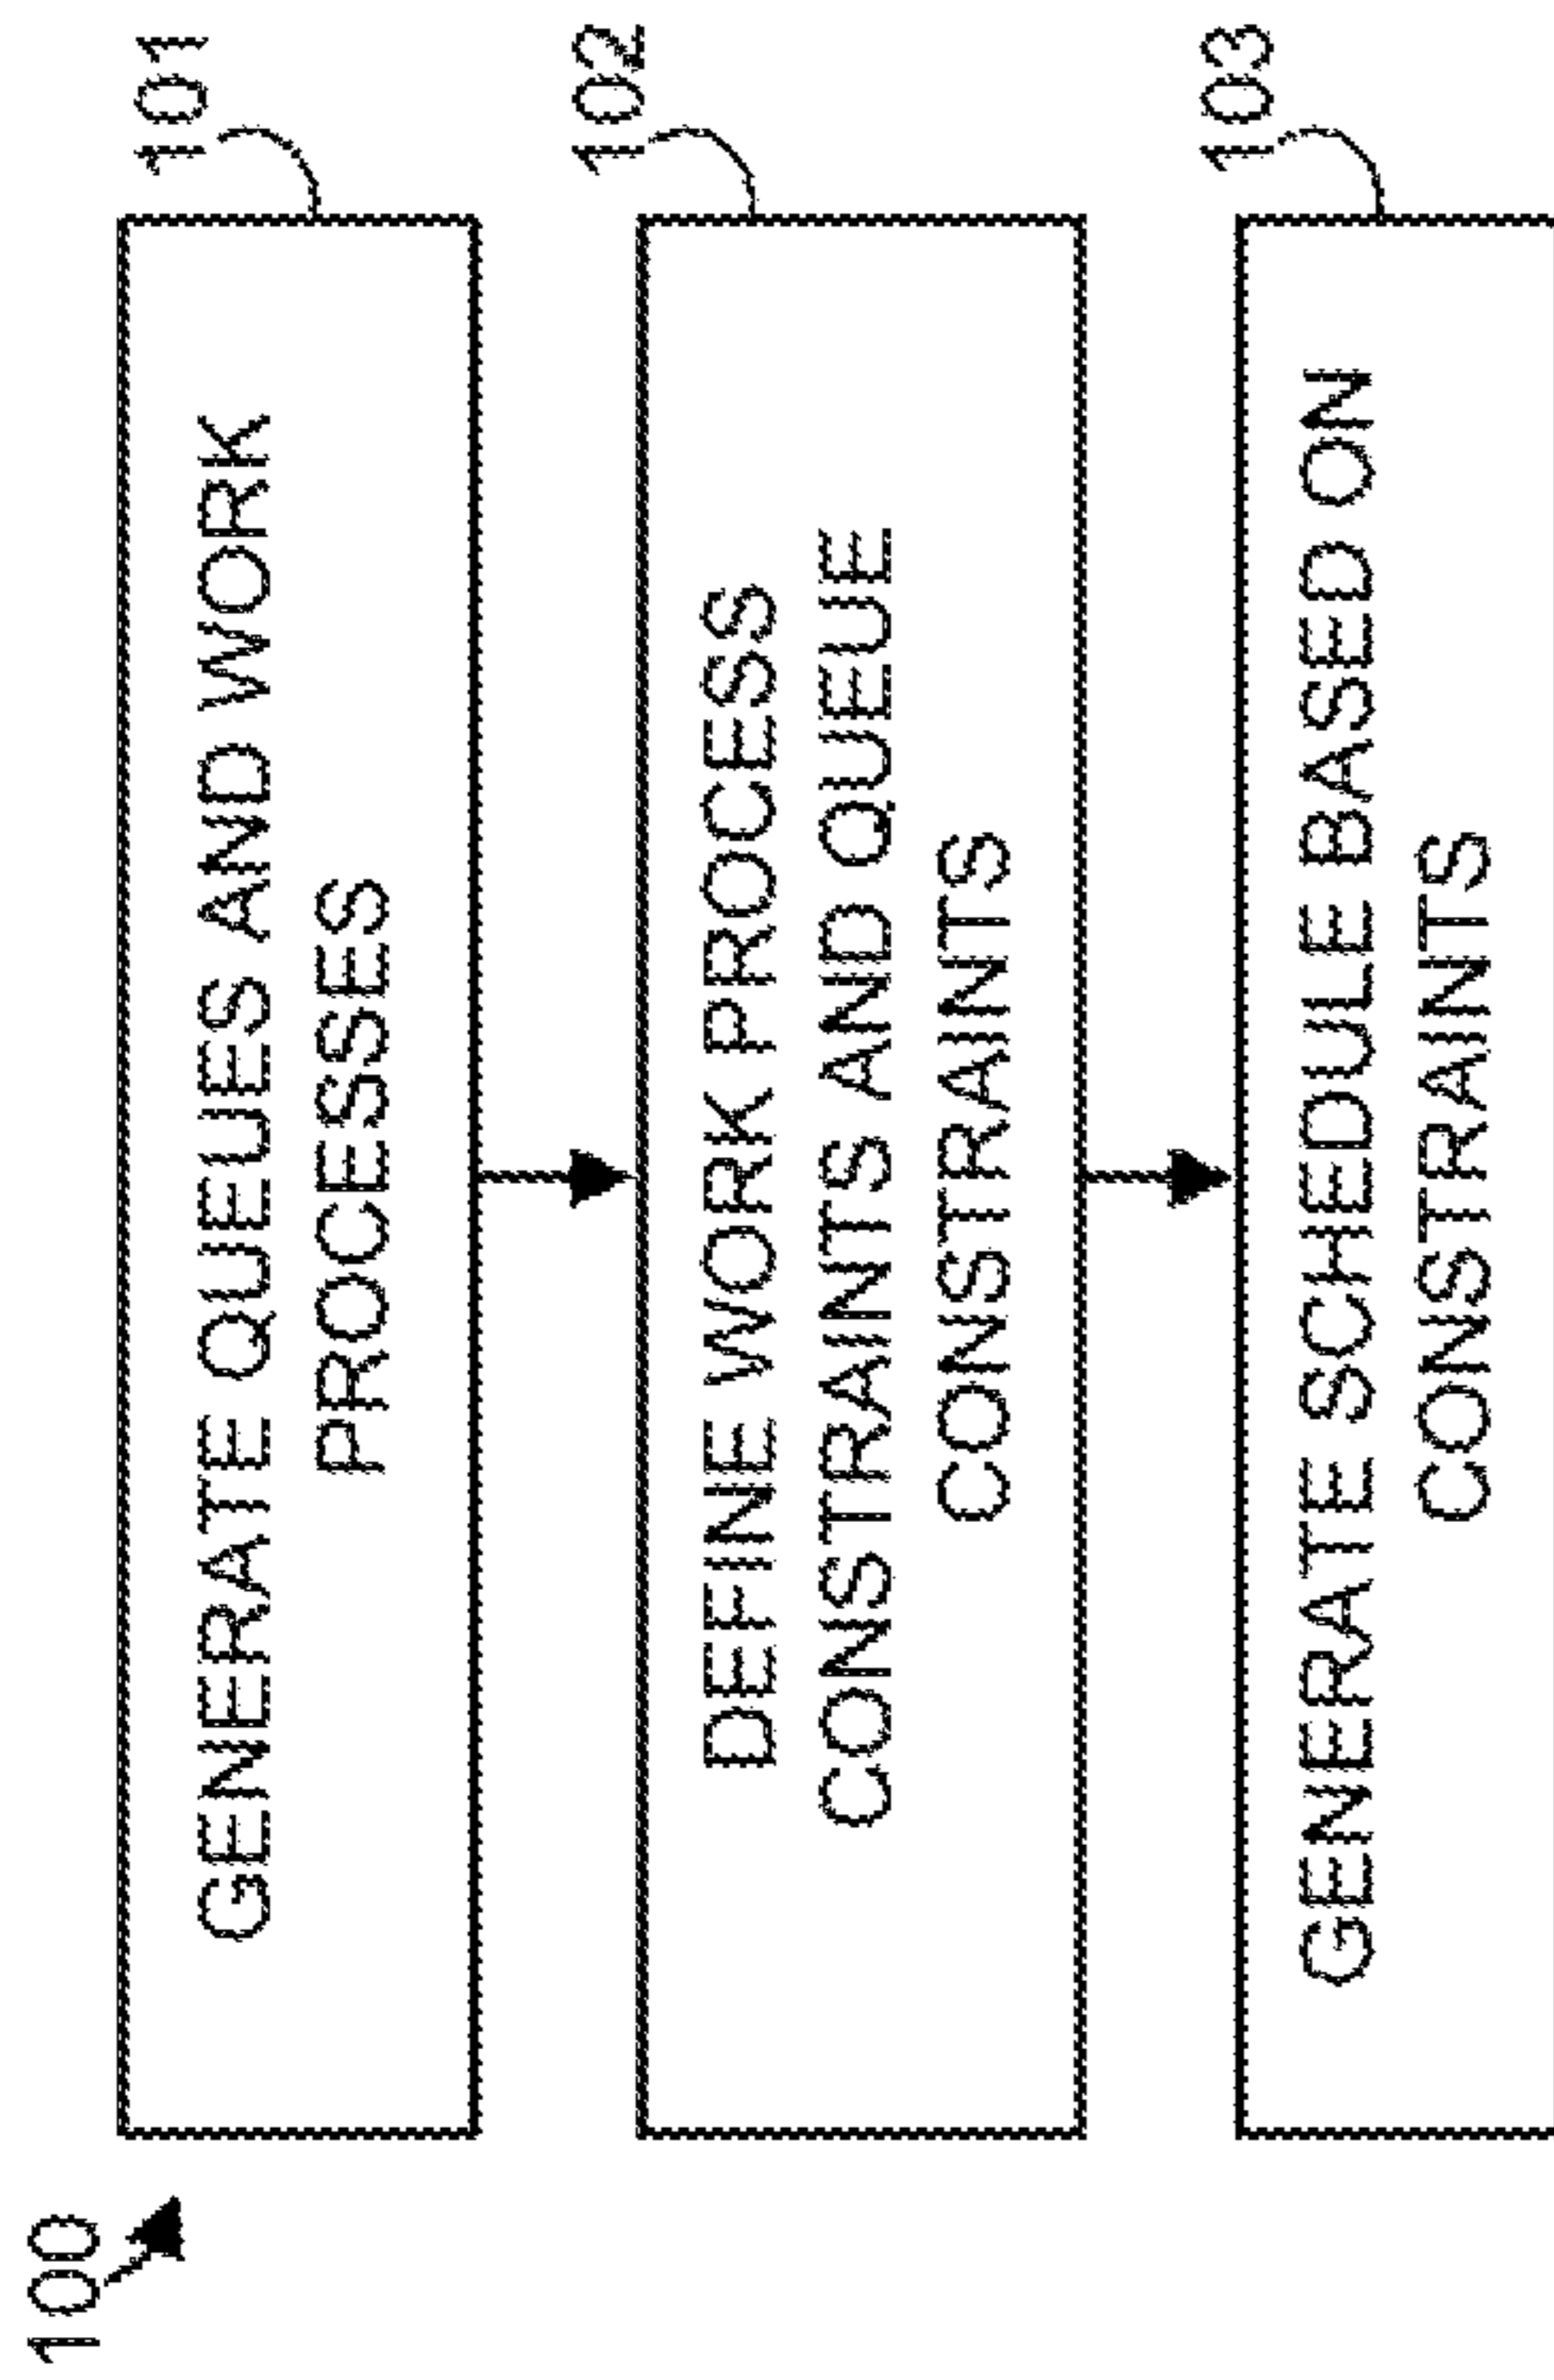 100
101
GENERATE QUEUES AND WORK
PROCESSES
102
DEFINE WORK PROCESS
CONSTRAINTS AND QUEUE
CONSTRAINTS
103
GENERATE SCHEDULE BASED ON
CONSTRAINTS